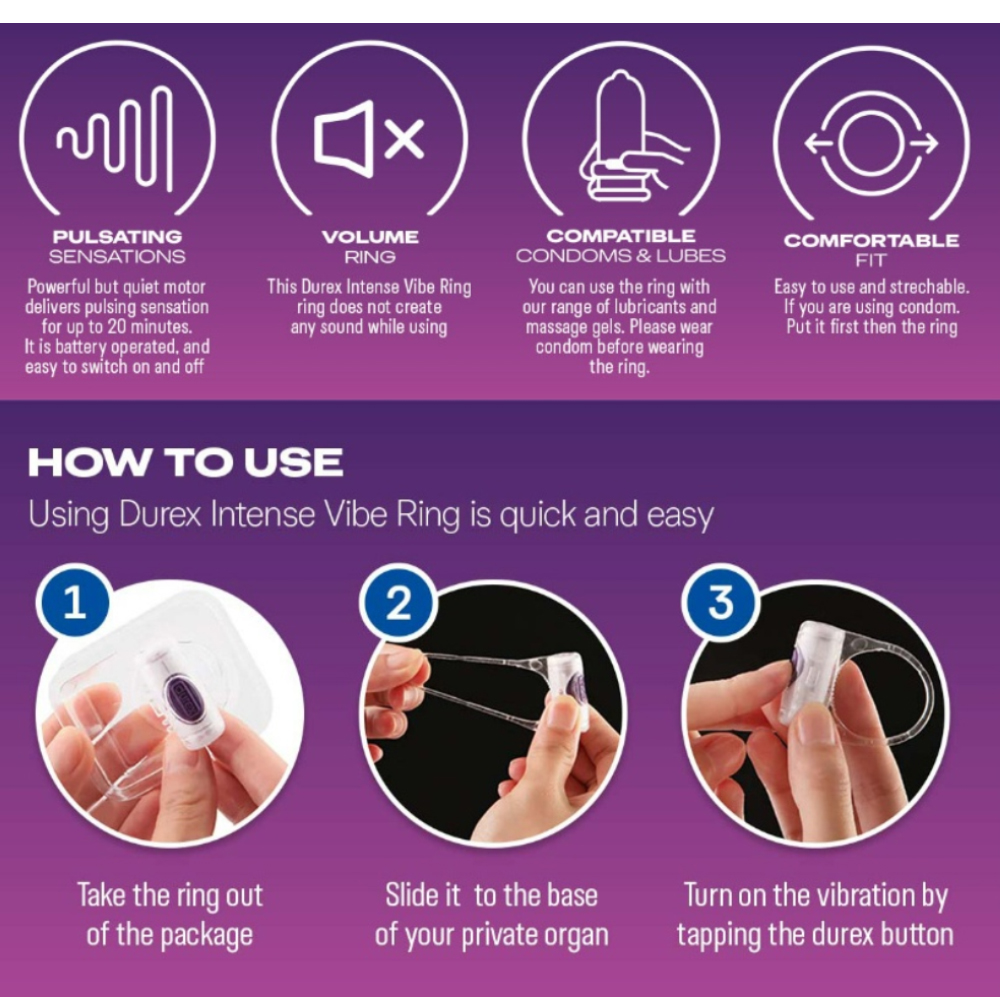 PULSATING
SENSATIONS
Powerful but quiet motor
delivers pulsing sensation
for up to 20 minutes.
It is battery operated, and
easy to switch on and off
VOLUME
RING
This Durex Intense Vibe Ring
ring does not create
any sound while using
COMPATIBLE
CONDOMS & LUBES
You can use the ring with
our range of lubricants and
massage gels. Please wear
condom before wearing
the ring.
COMFORTABLE
FIT
Easy to use and strechable.
If you are using condom.
Put it first then the ring
HOW TO USE
Using Durex Intense Vibe Ring is quick and easy
1
Take the ring out
of the package
2
Slide it to the base
of your private organ
3
Turn on the vibration by
tapping the durex button